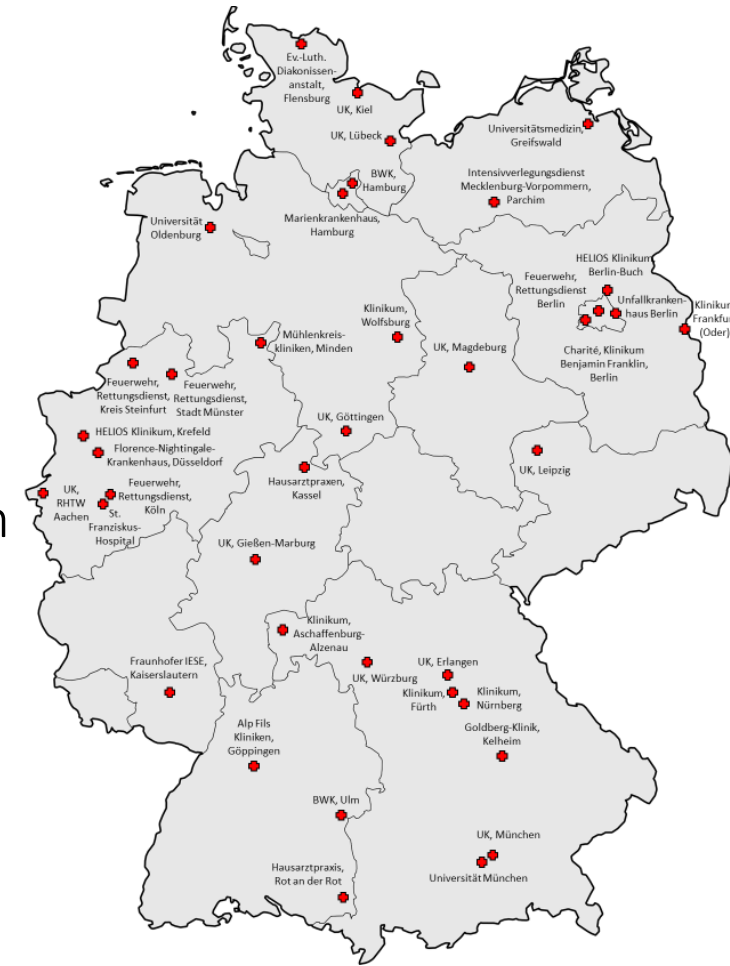 Ev.-Luth.
Diakonissen-
anstalt,
Flensburg
UK, Kiel
UK, Lübeck
Universitätsmedizin,
Greifswald
BWK,
Hamburg
Intensivverlegungsdienst
Mecklenburg-Vorpommern,
Parchim
Marienkrankenhaus,
Hamburg
Universität
Oldenburg
HELIOS Klinikum
Berlin-Buch
Feuerwehr,
Rettungsdienst
Berlin
Unfallkranken-
haus Berlin
Klinikum
Frankfur
(Oder)
Charité, Klinikum
Benjamin Franklin,
Berlin
Klinikum,
Wolfsburg
Mühlenkreis-
kliniken, Minden
UK, Magdeburg
Feuerwehr,
Rettungsdienst,
Kreis Steinfurt
Feuerwehr,
Rettungsdienst,
Stadt Münster
UK, Göttingen
HELIOS Klinikum, Krefeld
Florence-Nightingale-
Krankenhaus, Düsseldorf
UK, Leipzig
Hausarztpraxen,
Kassel
UK,
RHTW
Aachen
Feuerwehr,
Rettungsdienst,
Köln
St.
Franziskus-
Hospital
n
UK, Gießen-Marburg
Klinikum,
Aschaffenburg-
Alzenau
Fraunhofer IESE,
Kaiserslautern
UK, Würzburg
UK, Erlangen
Klinikum,
Fürth
Klinikum,
Nürnberg
Alp Fils
Kliniken,
Göppingen
Goldberg-Klinik,
Kelheim
BWK, Ulm
UK, München
Universität München
Hausarztpraxis,
Rot an der Rot